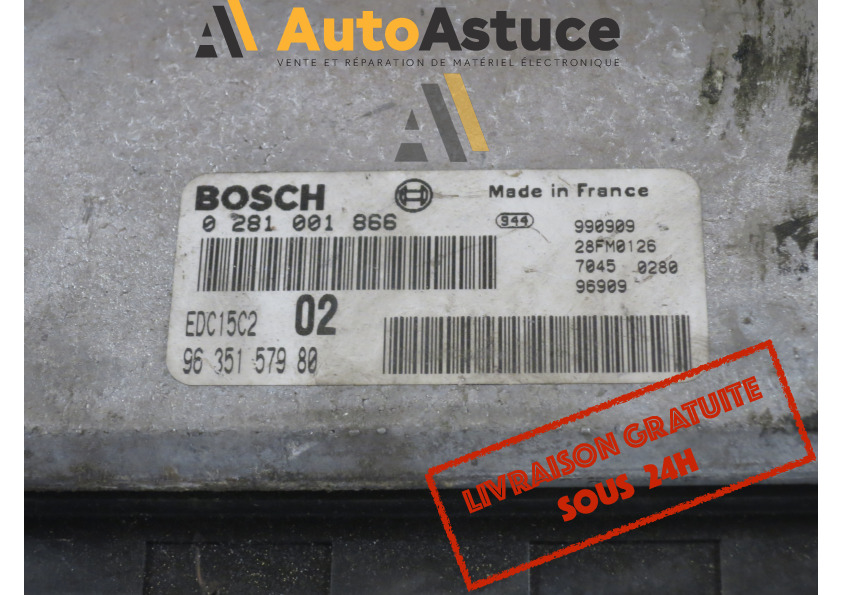 AutoAstuce
VENTE ET RÉPARATION DE MATÉRIEL ÉLECTRONIQUE
BOSCH
Made in France
0 281 001 866
944
990909
28FM0126
7045 0280
96909
EDC15C2 02
96 351 579 80
LIVRAISON GRATUITE
SOUS 24H